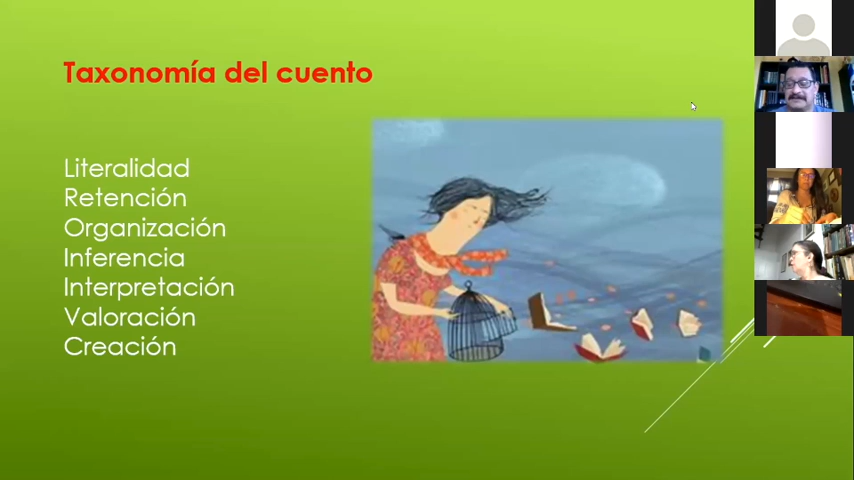 Taxonomía del cuento
Literalidad
Retención
Organización
Inferencia
Interpretación
Valoración
Creación